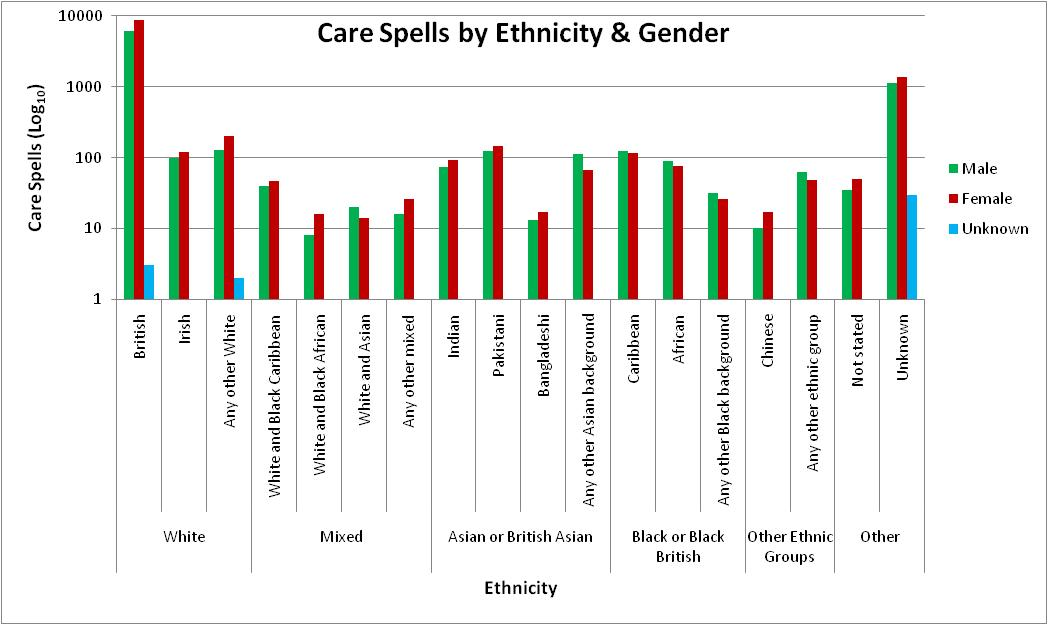 Care Spells by Ethnicity & Gender
Care Spells (Log10)
10000
1000
100
10
1
Male
Female
Unknown
British
Irish
Any other White
White and Black Caribbean
White and Black African
White and Asian
Any other mixed
Indian
Pakistani
Bangladeshi
Any other Asian background
Caribbean
African
Any other Black background
Chinese
Any other ethnic group
Not stated
Unknown
White
Mixed
Asian or British Asian
Black or Black
British
Other Ethnic
Groups
Other
Ethnicity